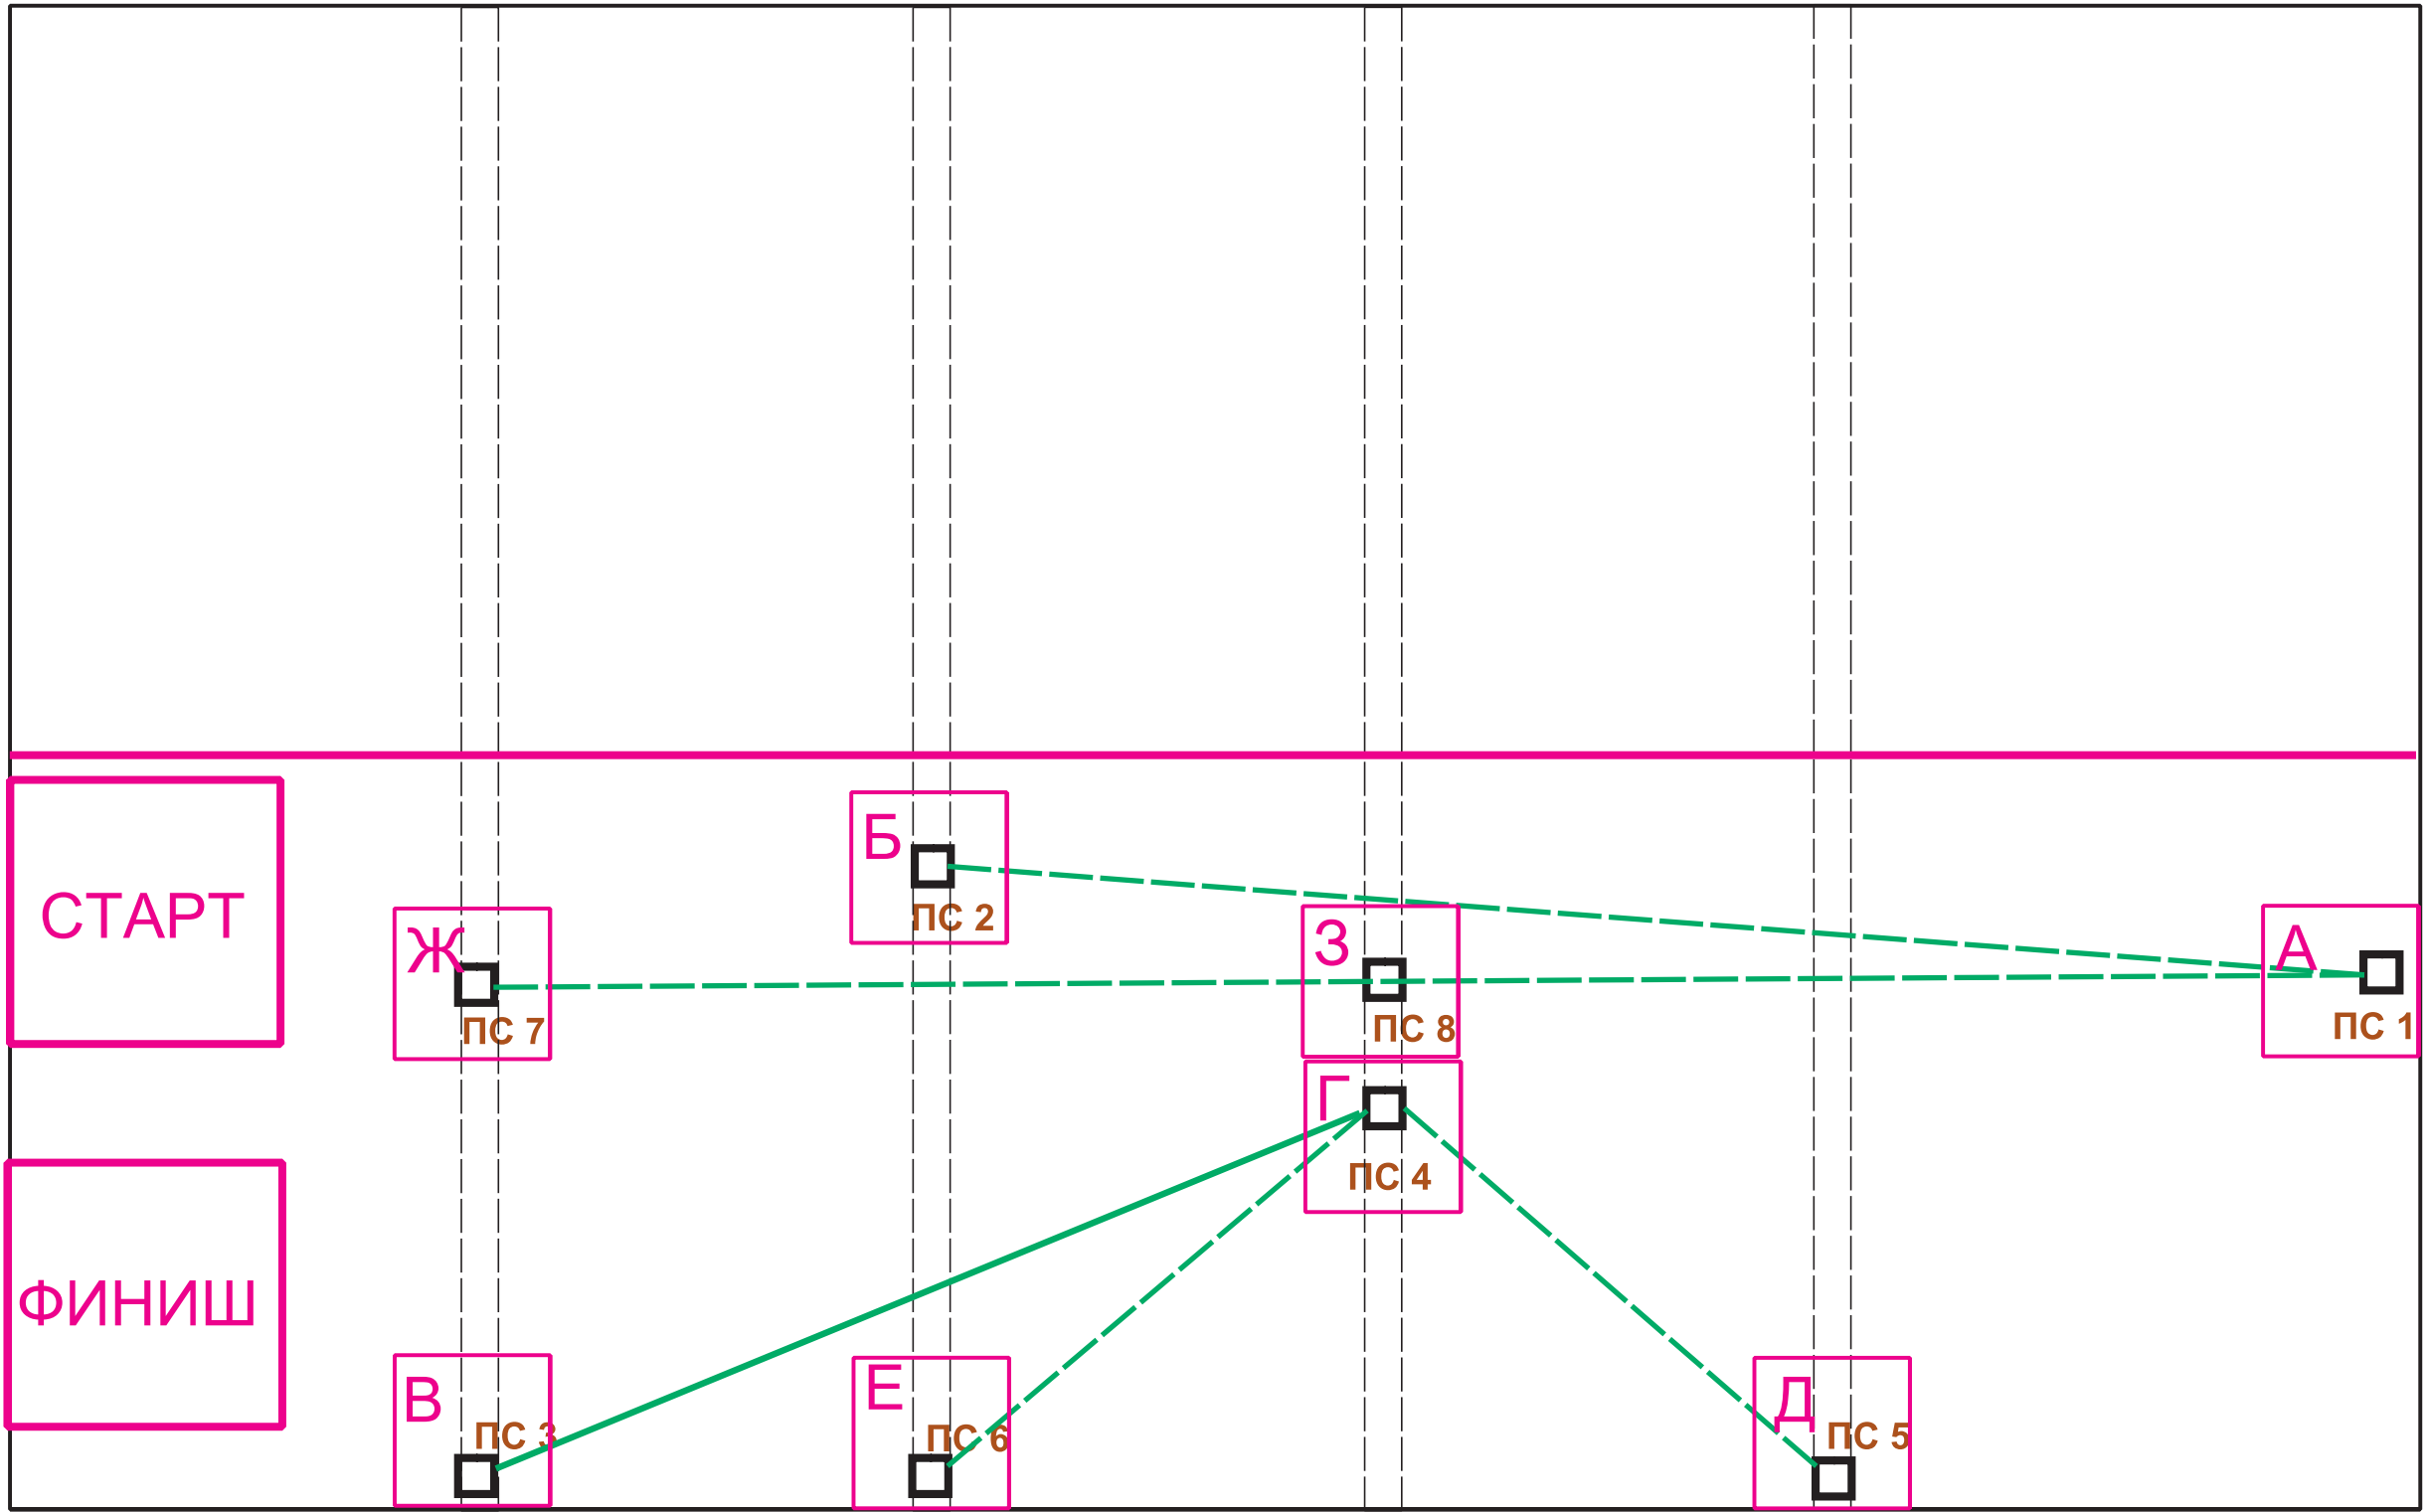 СТАРТ
Б
ПС 2
Ж
ПС 7
З
ПС 8
А
ПС 1
Г
ПС 4
ФИНИШ
В
ПС 3
Е
ПС 6
Д
ПС 5